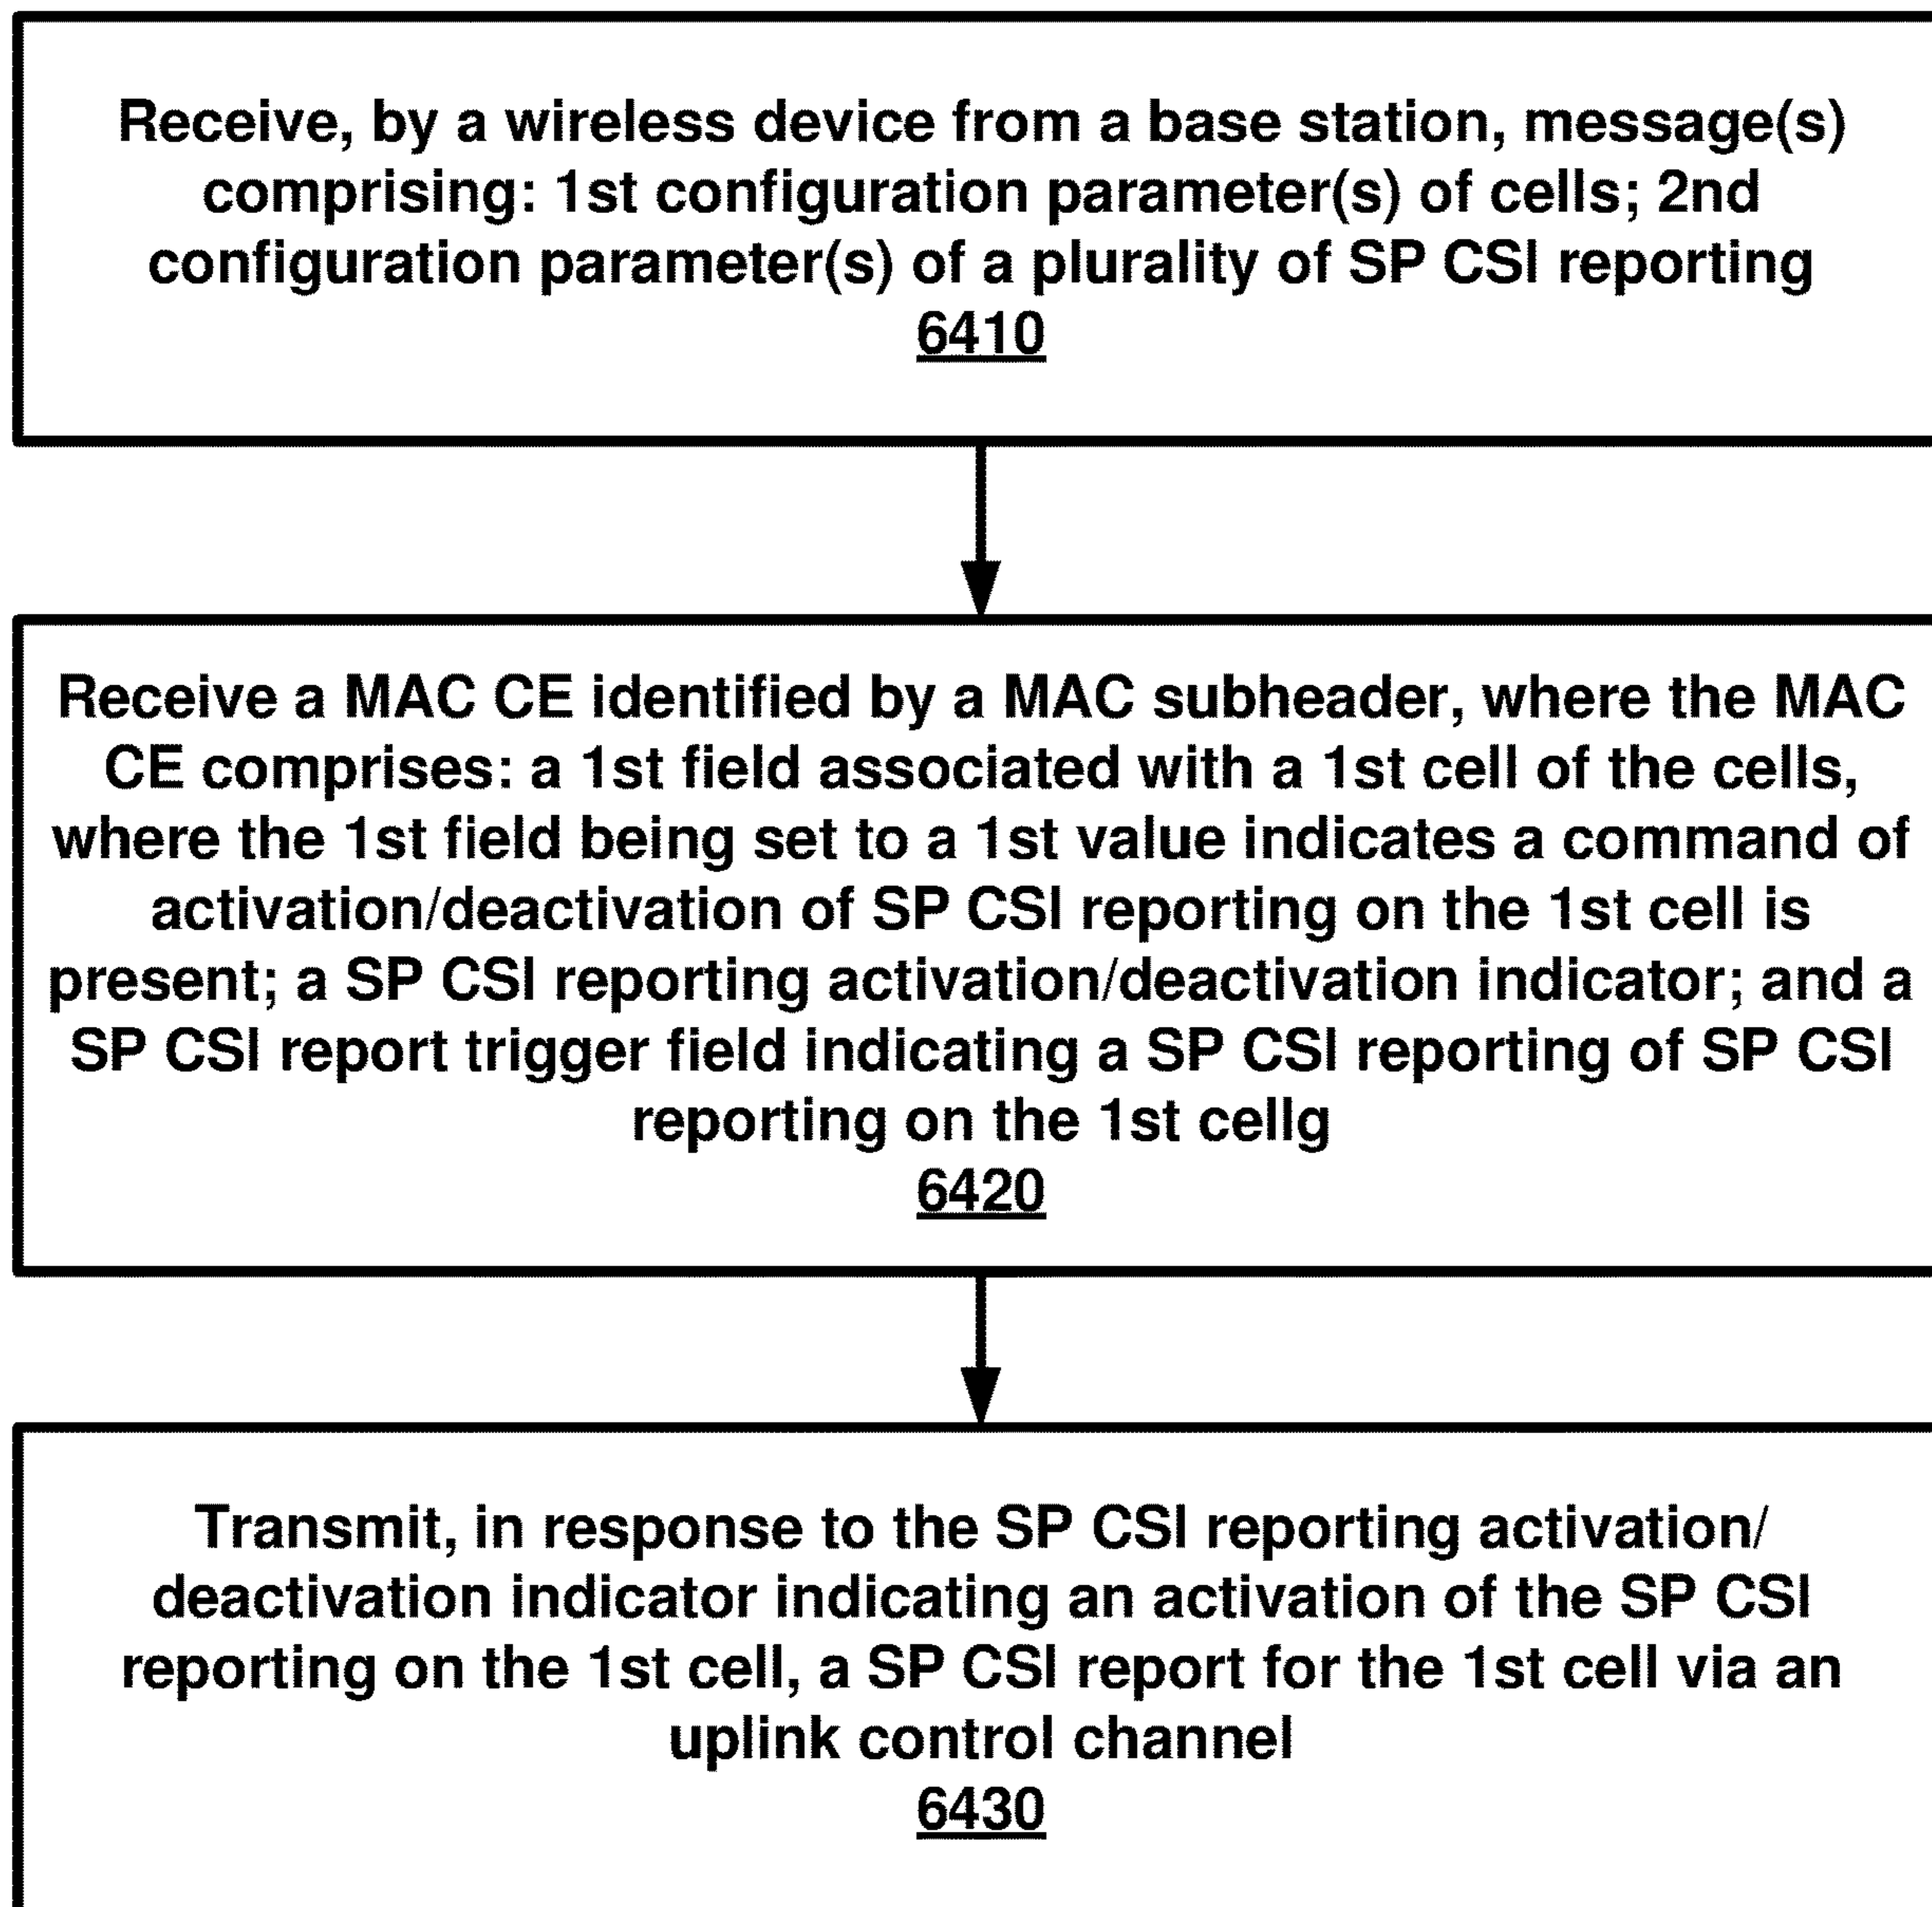 Receive, by a wireless device from a base station, message(s)
comprising: 1st configuration parameter(s) of cells; 2nd
configuration parameter(s) of a plurality of SP CSI reporting
6410
Receive a MAC CE identified by a MAC subheader, where the MAC
CE comprises: a 1st field associated with a 1st cell of the cells,
where the 1st field being set to a 1st value indicates a command of
activation/deactivation of SP CSI reporting on the 1st cell is
present; a SP CSI reporting activation/deactivation indicator; and a
SP CSI report trigger field indicating a SP CSI reporting of SP CSI
reporting on the 1st cellg
6420
Transmit, in response to the SP CSI reporting activation/
deactivation indicator indicating an activation of the SP CSI
reporting on the 1st cell, a SP CSI report for the 1st cell via an
uplink control channel
6430